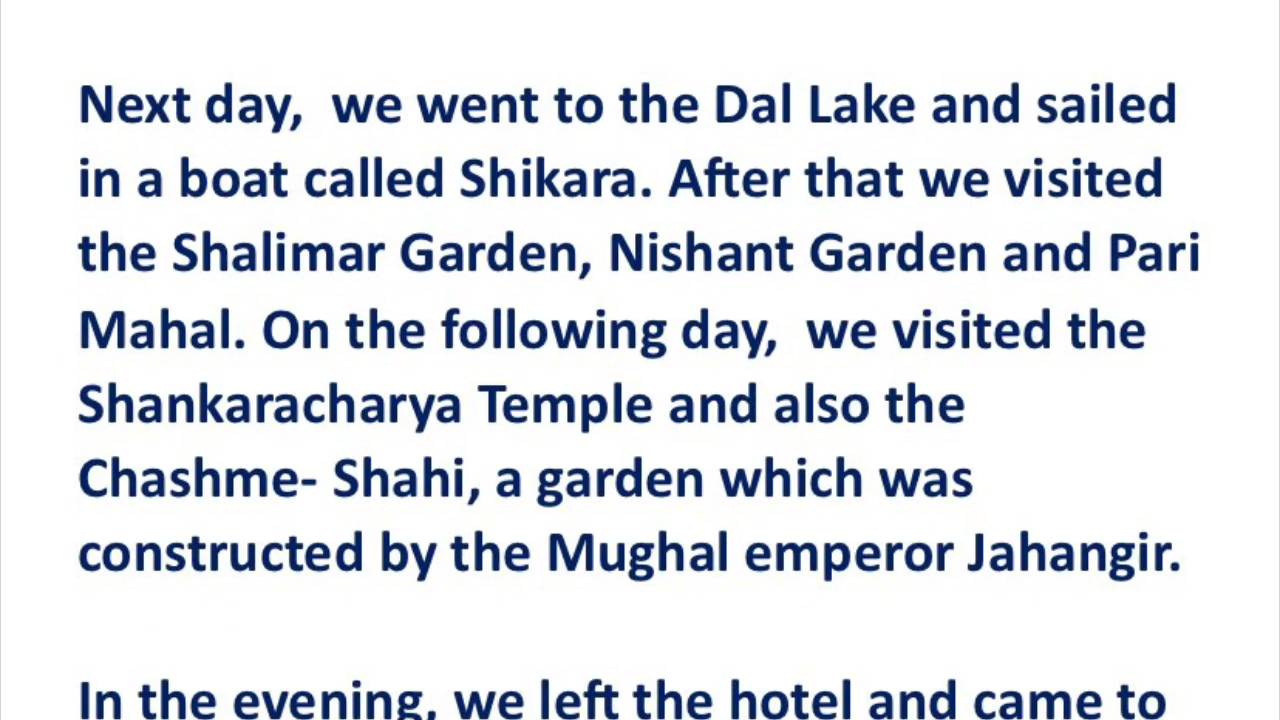 Next day,  we went to the Dal Lake and sailed
in a boat called Shikara. After that we visited
the Shalimar Garden, Nishant Garden and Pari
Mahal. On the following day,  we visited the
Shankaracharya Temple and also the
Chashme- Shahi, a garden which was
constructed by the Mughal emperor Jahangir.
In the evening, we left the hotel and came to